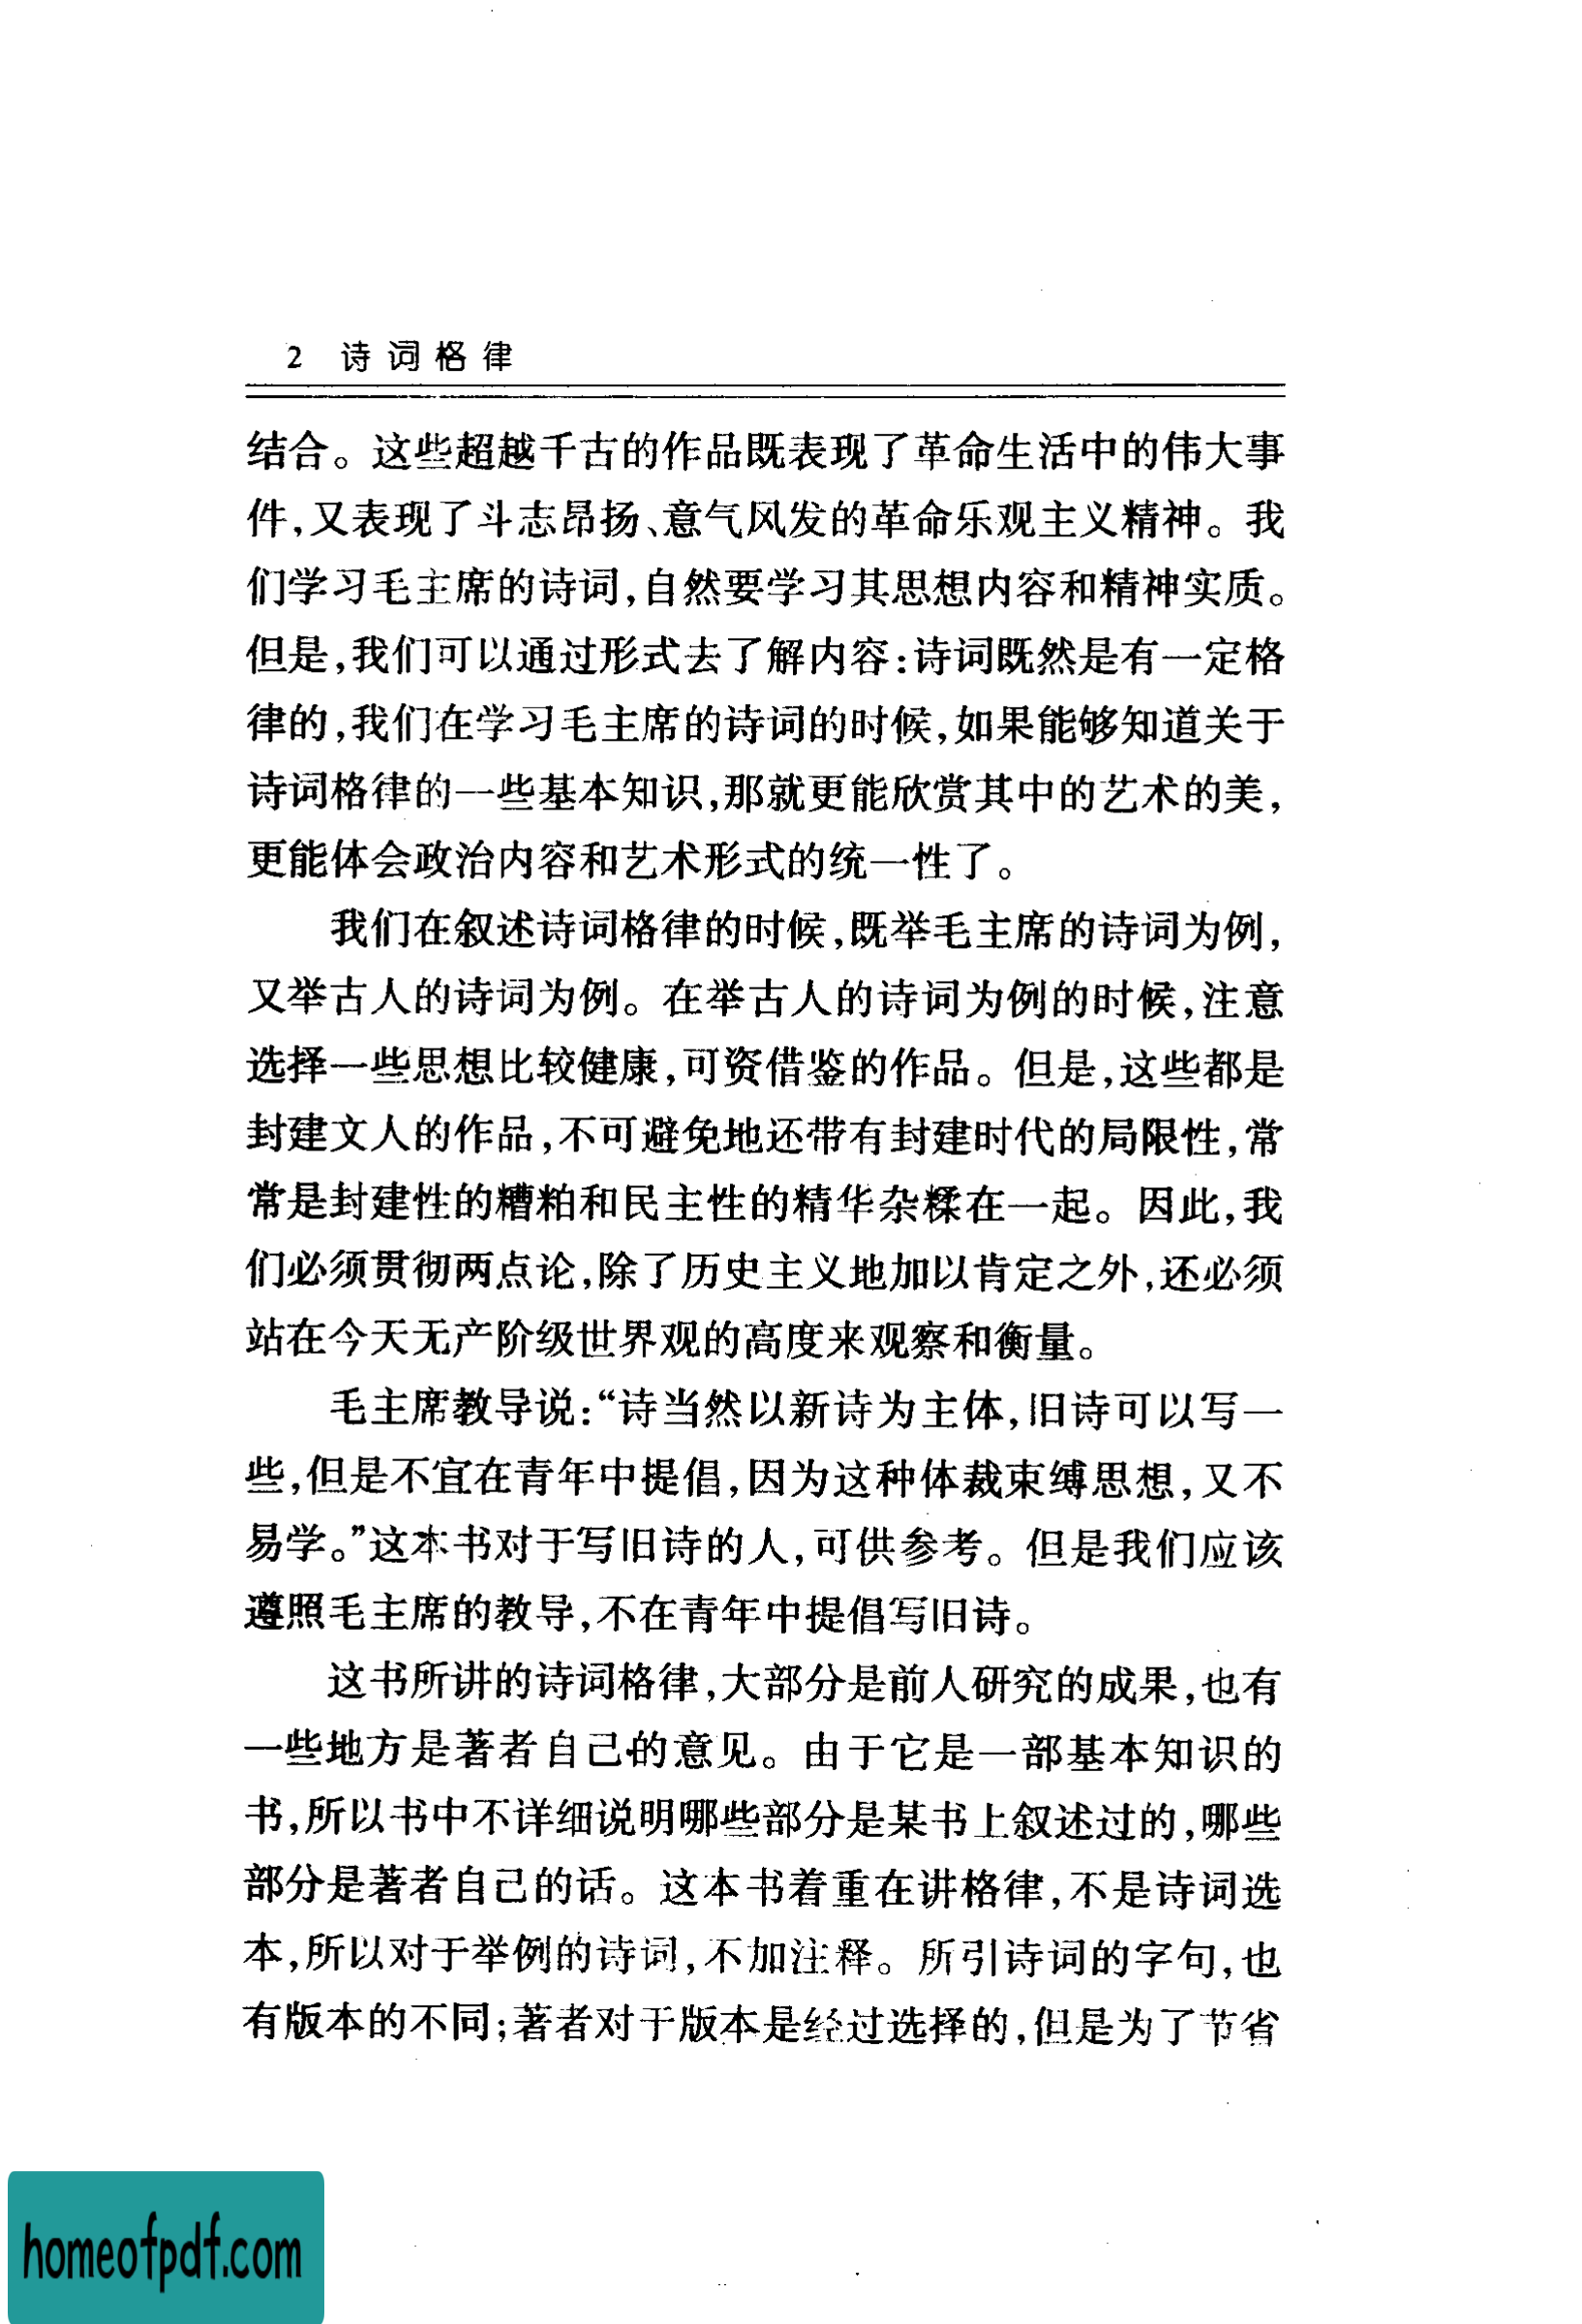 2 诗词格律
结合。这些超越千古的作品既表现了革命生活中的伟大事
件,又表现了斗志昂扬、意气风发的革命乐观主义精神。我
们学习毛主席的诗词,自然要学习其思想内容和精神实质。
但是,我们可以通过形式去了解内容:诗词既然是有一定格
律的,我们在学习毛主席的诗词的时候,如果能够知道关于
诗词格律的一些基本知识,那就更能欣赏其中的艺术的美,
更能体会政治内容和艺术形式的统一性了。
我们在叙述诗词格律的时候,既举毛主席的诗词为例,
又举古人的诗词为例。在举古人的诗词为例的时候,注意
选择一些思想比较健康,可资借鉴的作品。但是,这些都是
封建文人的作品,不可避免地还带有封建时代的局限性,常
常是封建性的糟粕和民主性的精华杂糅在一起。因此,我
们必须贯彻两点论,除了历史主义地加以肯定之外,还必须
站在今天无产阶级世界观的高度来观察和衡量。
毛主席教导说:“诗当然以新诗为主体,旧诗可以写一
些,但是不宜在青年中提倡,因为这种体裁束缚思想,又不
易学。”这本书对于写旧诗的人,可供参考。但是我们应该
遵照毛主席的教导,不在青年中提倡写旧诗。
这书所讲的诗词格律,大部分是前人研究的成果,也有
一些地方是著者自己的意见。由于它是一部基本知识的
书,所以书中不详细说明哪些部分是某书上叙述过的,哪些
部分是著者自己的话。这本书着重在讲格律,不是诗词选
本,所以对于举例的诗词,不加注释。所引诗词的字句,也
有版本的不同;著者对于版本是经过选择的,但是为了节省
homeofpdf.com